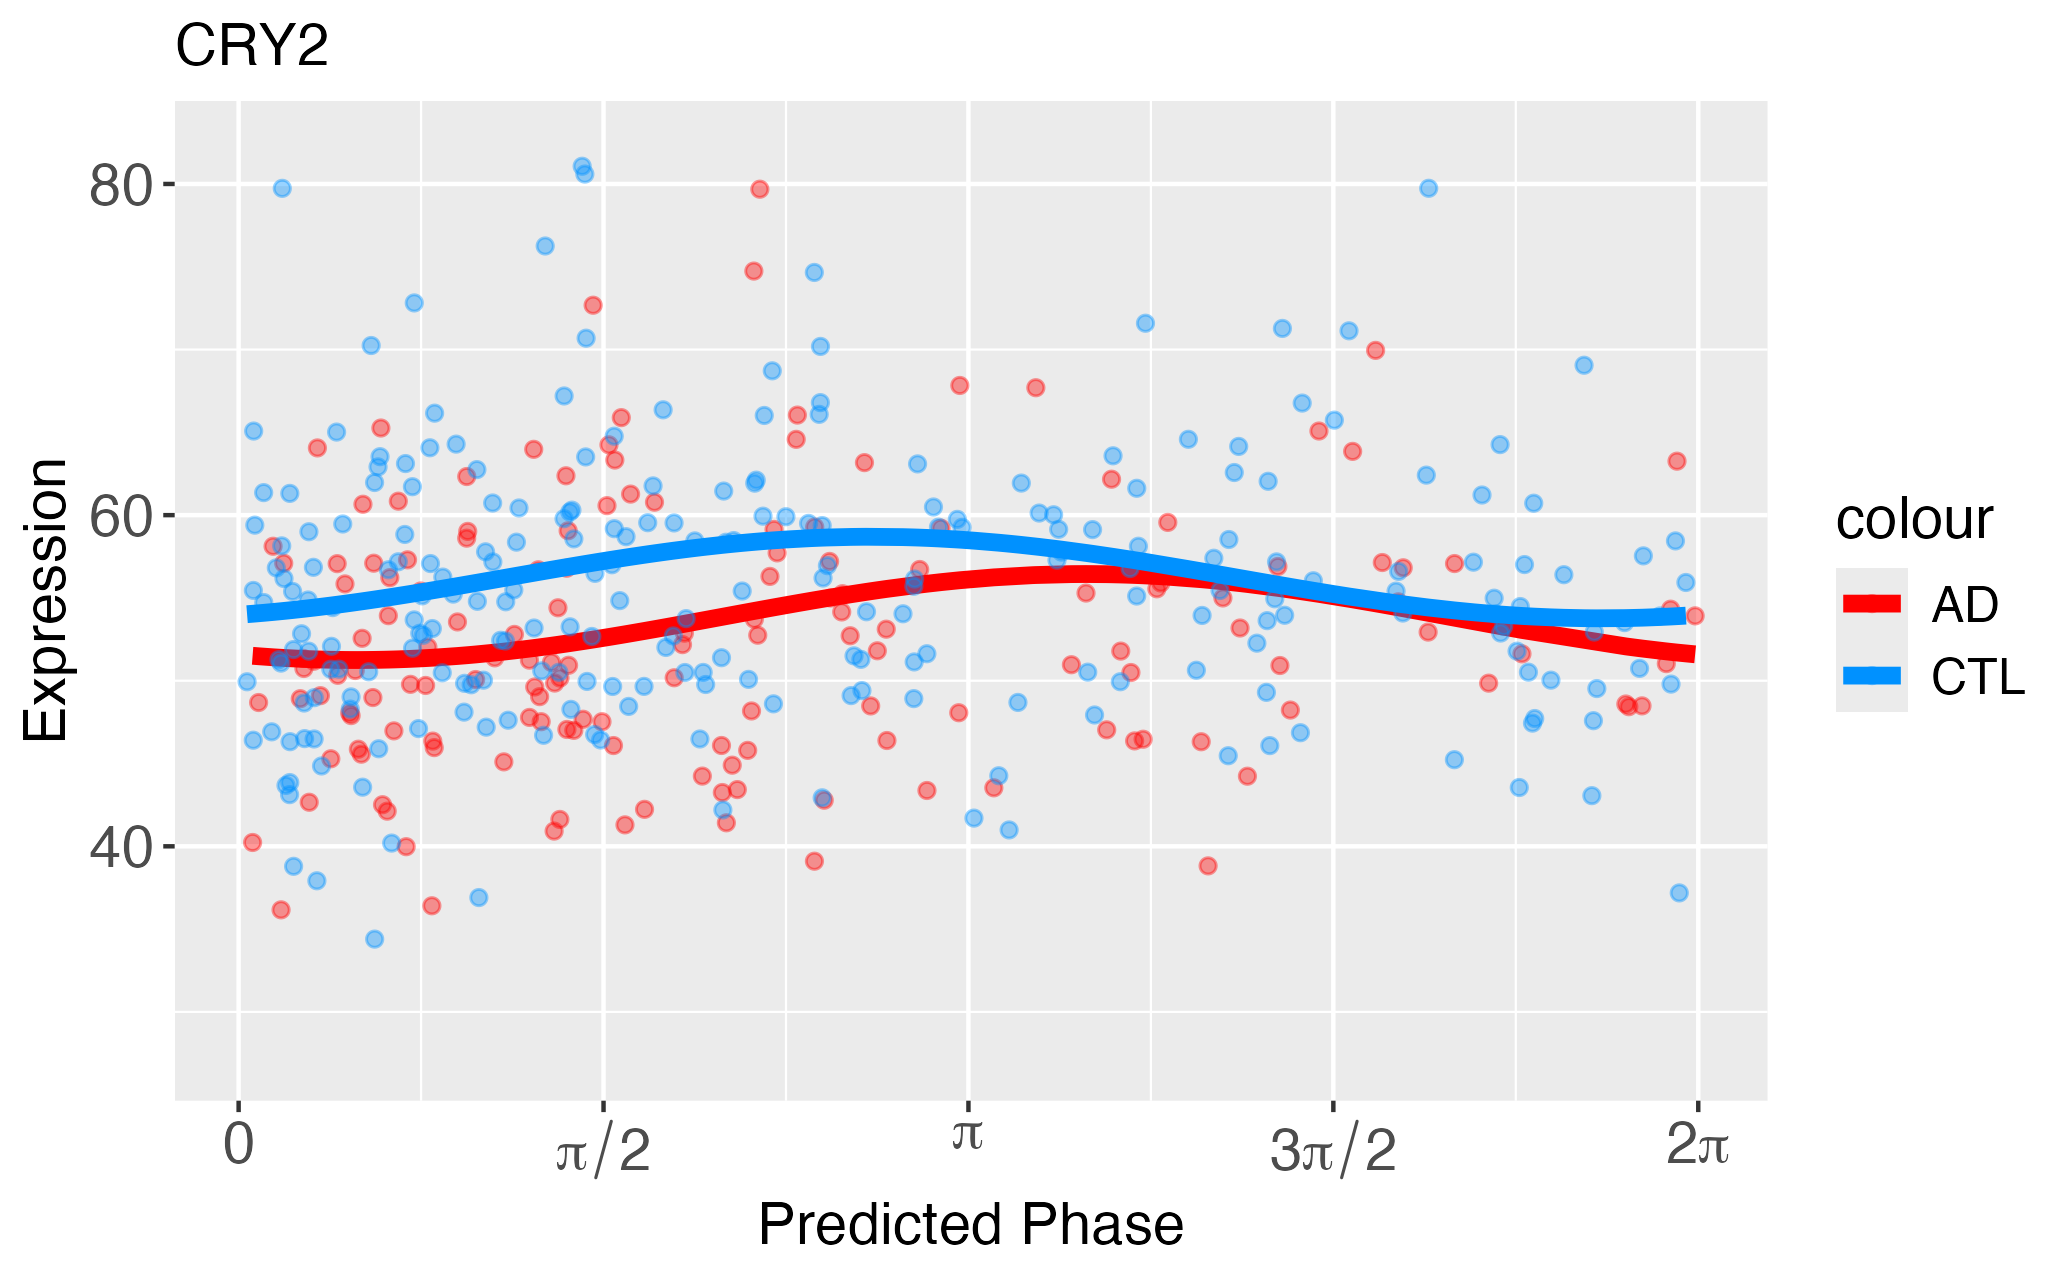 CRY2
80
60
40
Expression
0
π/2
π
3π/2
2π
Predicted Phase
colour
AD
CTL